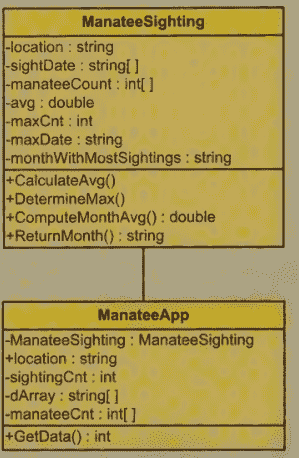 ManateeSighting
-location : string
-sightDate : string[ ]
-manateeCount : int[ ]
-avg : double
-maxCnt : int
-maxDate : string
-monthWithMostSightings : string
+CalculateAvg()
+DetermineMax()
+ComputeMonthAvg() : double
+ReturnMonth() : string
ManateeApp
-ManateeSighting : ManateeSighting
+location : string
-sightingCnt : int
-dArray : string[ ]
-manateeCnt : int[ ]
+GetData() : int